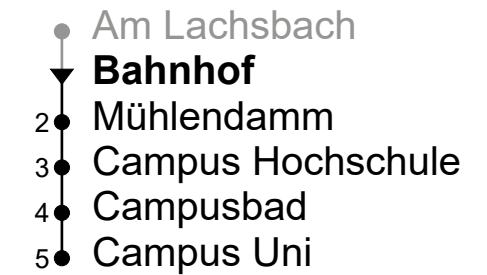 Am Lachsbach
Bahnhof
2 Mühlendamm
3 Campus Hochschule
4 Campusbad
5 Campus Uni